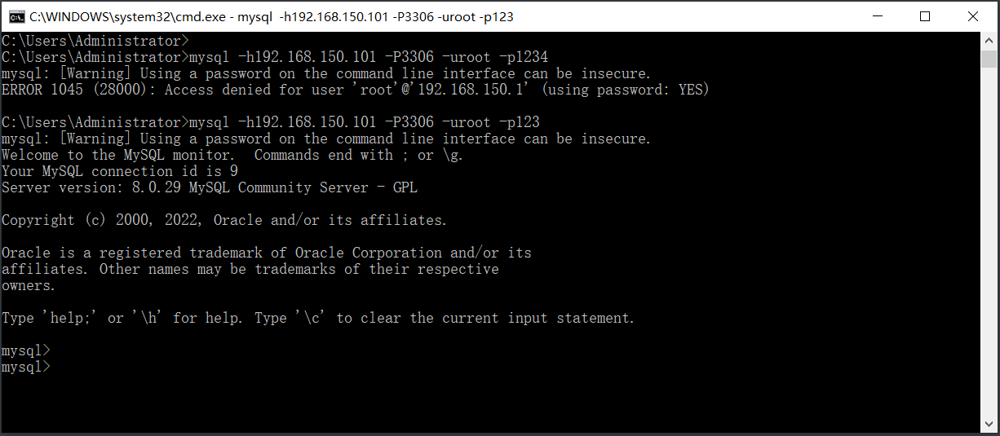 C:\WINDOWS\system32\cmd.exe - mysql  -h192.168.150.101 -P3306 -uroot -p123
C:\Users\Administrator>
C:\Users\Administrator>mysql -h192.168.150.101 -P3306 -uroot -p1234
mysql: [Warning] Using a password on the command line interface can be insecure.
ERROR 1045 (28000): Access denied for user 'root'@'192.168.150.1' (using password: YES)
C:\Users\Administrator>mysql -h192.168.150.101 -P3306 -uroot -p123
mysql: [Warning] Using a password on the command line interface can be insecure.
Welcome to the MySQL monitor.  Commands end with ; or \g.
Your MySQL connection id is 9
Server version: 8.0.29 MySQL Community Server - GPL
Copyright (c) 2000, 2022, Oracle and/or its affiliates.
Oracle is a registered trademark of Oracle Corporation and/or its
affiliates. Other names may be trademarks of their respective
owners.
Type 'help;' or '\h' for help. Type '\c' to clear the current input statement.
mysql>
mysql>